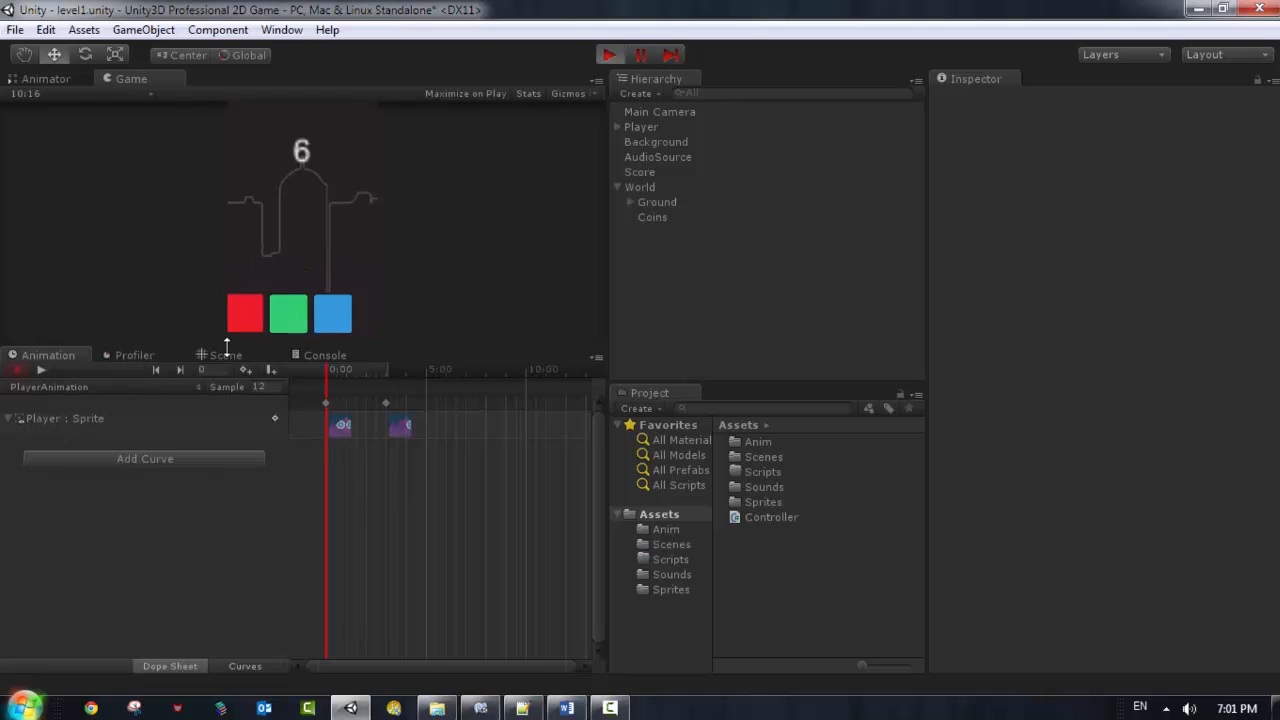 Unity - level1.unity - Unity3D Professional 2D Game - PC, Mac & Linux Standalone* <DX11>
File Edit Assets GameObject Component Window Help
Center Global Layers Layout
Animator Game Hierarchy Inspector
10:16 Maximize on Play Stats Gizmos Create All
6
Main Camera
Player
Background
AudioSource
Score
World
Ground
Coins
Animation Profiler Scene Console
0 0:00 5:00 10:00
PlayerAnimation Sample 12
Player : Sprite
Add Curve
Dope Sheet Curves
Project
Create
Favorites
All Material
All Models
All Prefabs
All Scripts
Assets
Anim
Scenes
Scripts
Sounds
Sprites
Assets
Anim
Scenes
Scripts
Sounds
Sprites
Controller
EN 7:01 PM